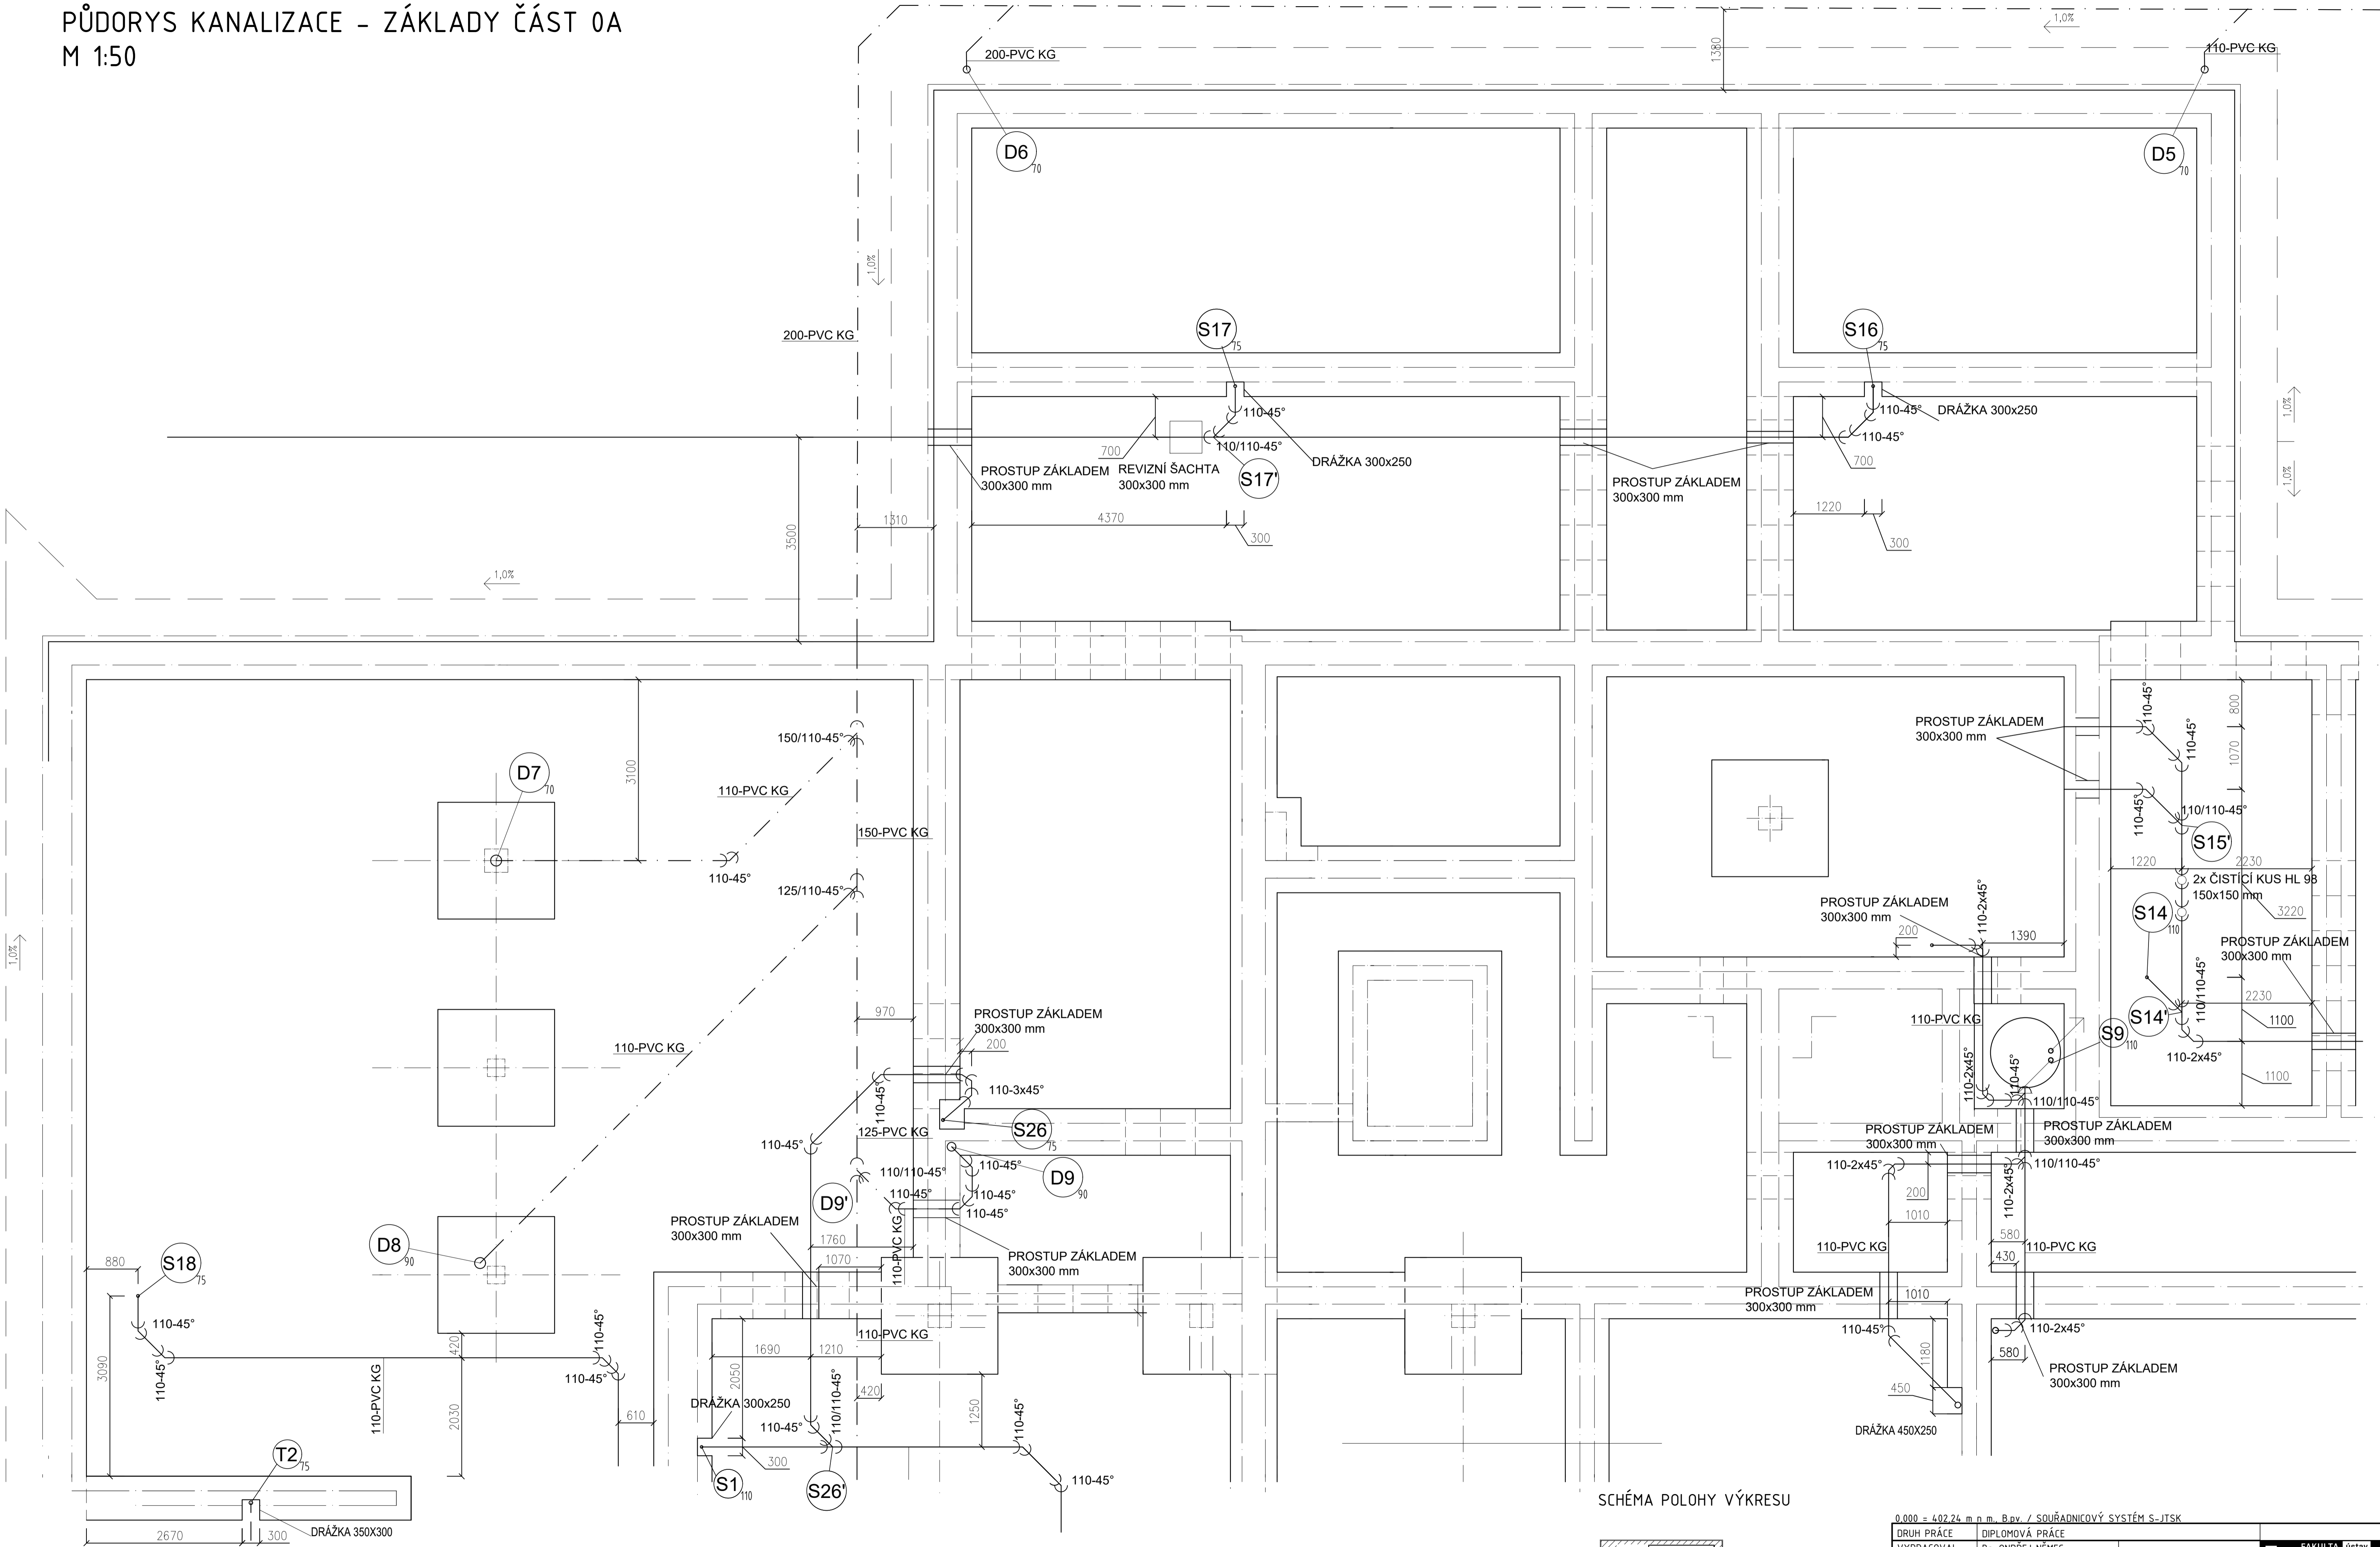 PŮDORYS KANALIZACE - ZÁKLADY ČÁST 0A
M 1:50
1,0%
200-PVC KG
1380
110-PVC KG
D6
70
D5
70
1,0%
200-PVC KG
S17
75
S16
75
110-45°
110-45°
DRÁŽKA 300x250
1,0%
110/110-45°
110-45°
700
PROSTUP ZÁKLADEM
300x300 mm
REVIZNÍ ŠACHTA
300x300 mm
S17'
DRÁŽKA 300x250
700
PROSTUP ZÁKLADEM
300x300 mm
1,0%
3500
1310
4370
300
1220
300
1,0%
110-45°
800
PROSTUP ZÁKLADEM
300x300 mm
110-45°
1070
150/110-45°
3100
D7
70
110-PVC KG
150-PVC KG
110-45°
110/110-45°
S15'
110-45°
125/110-45°
1220
2230
2x ČISTÍCÍ KUS HL 98
150x150 mm
PROSTUP ZÁKLADEM
300x300 mm
110-2x45°
S14
110
3220
200
1390
PROSTUP ZÁKLADEM
300x300 mm
1,0%
110/110-45°
2230
970
PROSTUP ZÁKLADEM
300x300 mm
200
110-PVC KG
S14'
1100
S9
110
110-PVC KG
110-2x45°
110-2x45°
110-45°
1100
110-45°
110-3x45°
110/110-45°
S26
75
125-PVC KG
110-45°
PROSTUP ZÁKLADEM
300x300 mm
PROSTUP ZÁKLADEM
300x300 mm
110/110-45°
110-45°
D9
90
110-2x45°
110/110-45°
110-45°
110-45°
D9'
110-45°
200
110-2x45°
PROSTUP ZÁKLADEM
300x300 mm
1010
D8
90
1760
110-PVC KG
580
110-PVC KG
110-PVC KG
430
PROSTUP ZÁKLADEM
300x300 mm
880
S18
75
1070
PROSTUP ZÁKLADEM
300x300 mm
1010
110-45°
110-45°
420
110-PVC KG
110-45°
110-2x45°
3090
110-45°
110-45°
1690
1210
1180
580
PROSTUP ZÁKLADEM
300x300 mm
110-PVC KG
2030
2050
420
1250
450
DRÁŽKA 300x250
610
110-45°
110/110-45°
110-45°
DRÁŽKA 450X250
T2
75
300
S1
110
S26'
110-45°
SCHÉMA POLOHY VÝKRESU
2670
300
DRÁŽKA 350X300
0,000 = 402,24 m n m., B.pv. / SOUŘADNICOVÝ SYSTÉM S-JTSK
DRUH PRÁCE
DIPLOMOVÁ PRÁCE